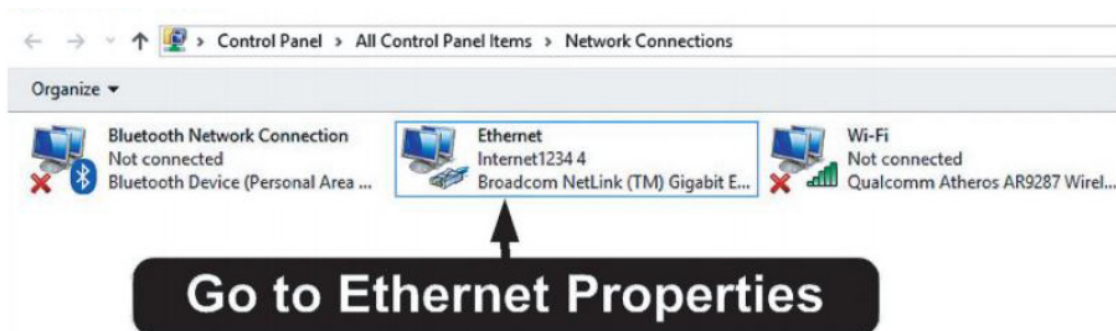 Control Panel > All Control Panel Items > Network Connections
Organize
Bluetooth Network Connection
Not connected
Bluetooth Device (Personal Area ...
Ethernet
Internet1234 4
Broadcom NetLink (TM) Gigabit E...
Wi-Fi
Not connected
Qualcomm Atheros AR9287 Wirel...
Go to Ethernet Properties